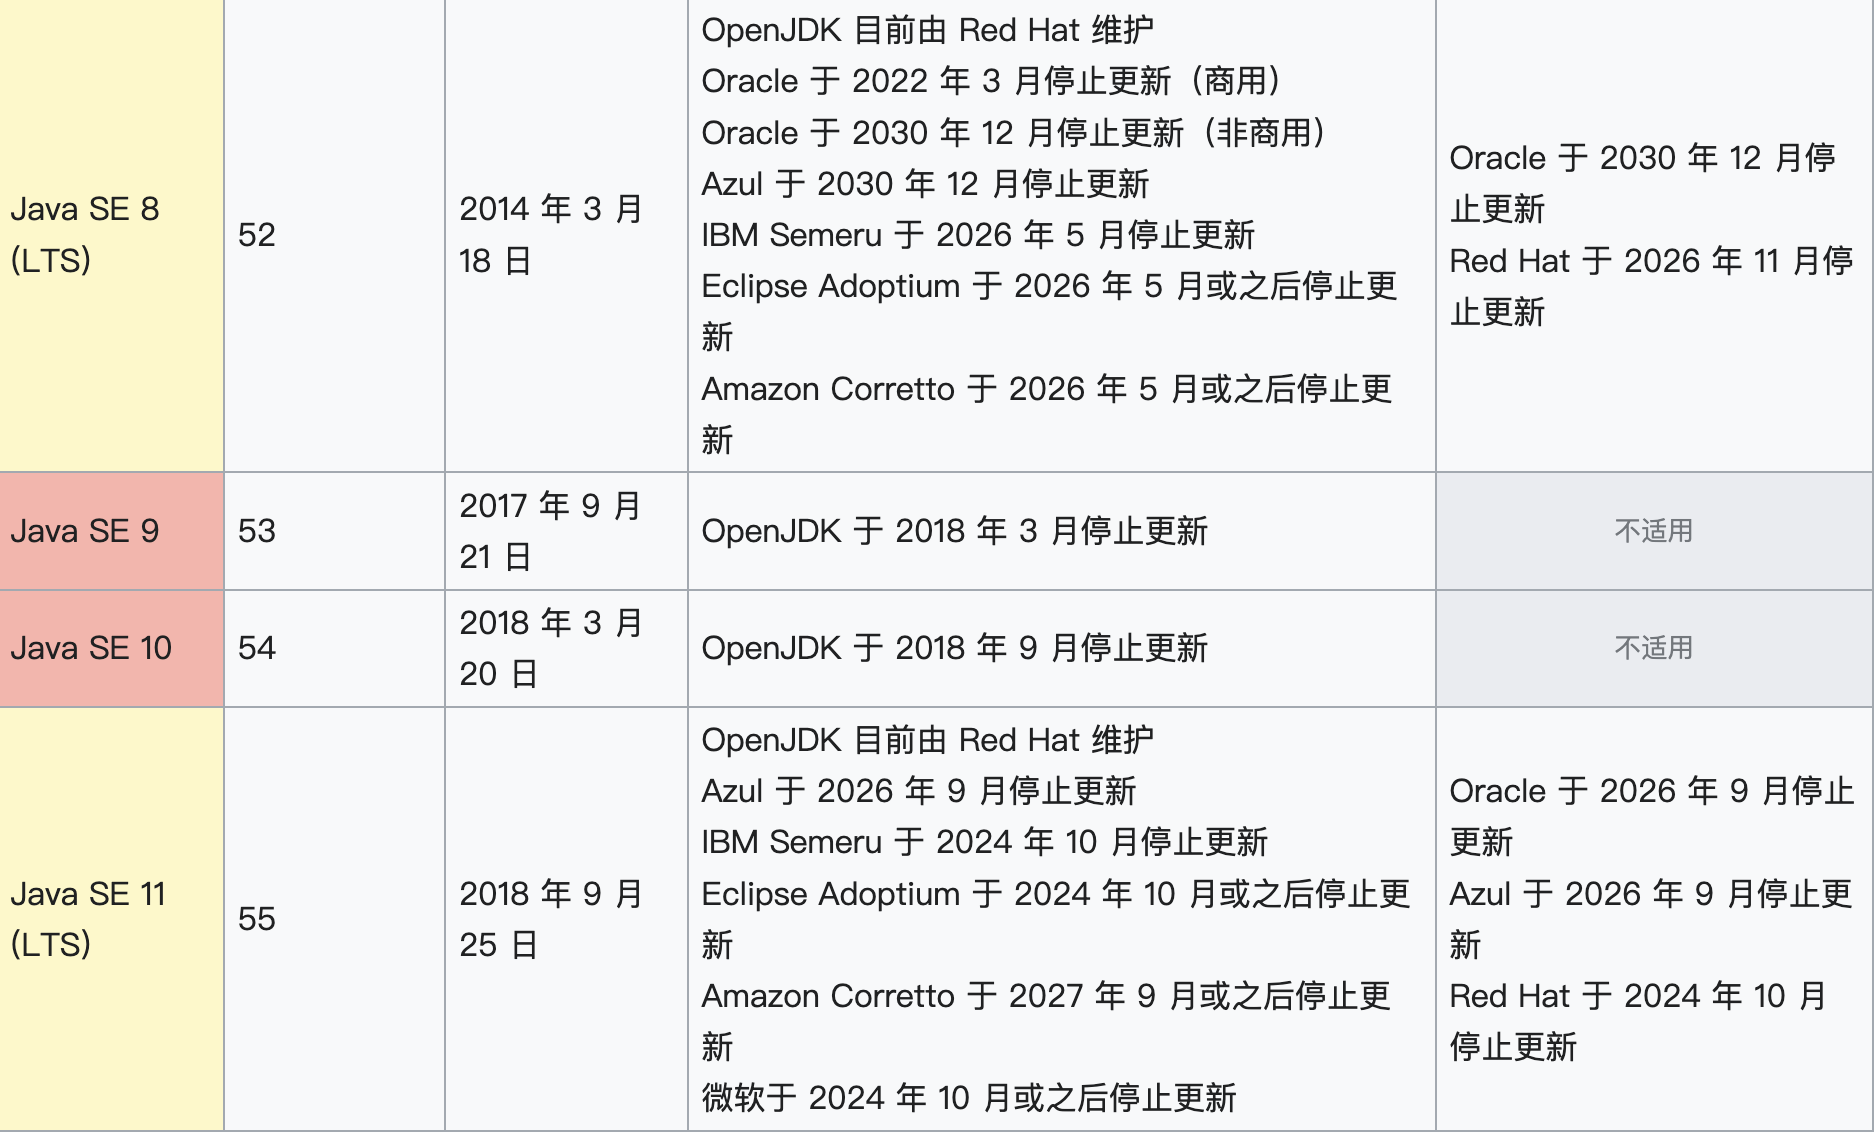 Java SE 8
(LTS)
52
2014 年 3 月
18 日
OpenJDK 目前由 Red Hat 维护
Oracle 于 2022 年 3 月停止更新（商用）
Oracle 于 2030 年 12 月停止更新（非商用）
Azul 于 2030 年 12 月停止更新
IBM Semeru 于 2026 年 5 月停止更新
Eclipse Adoptium 于 2026 年 5 月或之后停止更
新
Amazon Corretto 于 2026 年 5 月或之后停止更
新
Oracle 于 2030 年 12 月停
止更新
Red Hat 于 2026 年 11 月停
止更新
Java SE 9
53
2017 年 9 月
21 日
OpenJDK 于 2018 年 3 月停止更新
不适用
Java SE 10
54
2018 年 3 月
20 日
OpenJDK 于 2018 年 9 月停止更新
不适用
Java SE 11
(LTS)
55
2018 年 9 月
25 日
OpenJDK 目前由 Red Hat 维护
Azul 于 2026 年 9 月停止更新
IBM Semeru 于 2024 年 10 月停止更新
Eclipse Adoptium 于 2024 年 10 月或之后停止更
新
Amazon Corretto 于 2027 年 9 月或之后停止更
新
微软于 2024 年 10 月或之后停止更新
Oracle 于 2026 年 9 月停止
更新
Azul 于 2026 年 9 月停止更
新
Red Hat 于 2024 年 10 月
停止更新